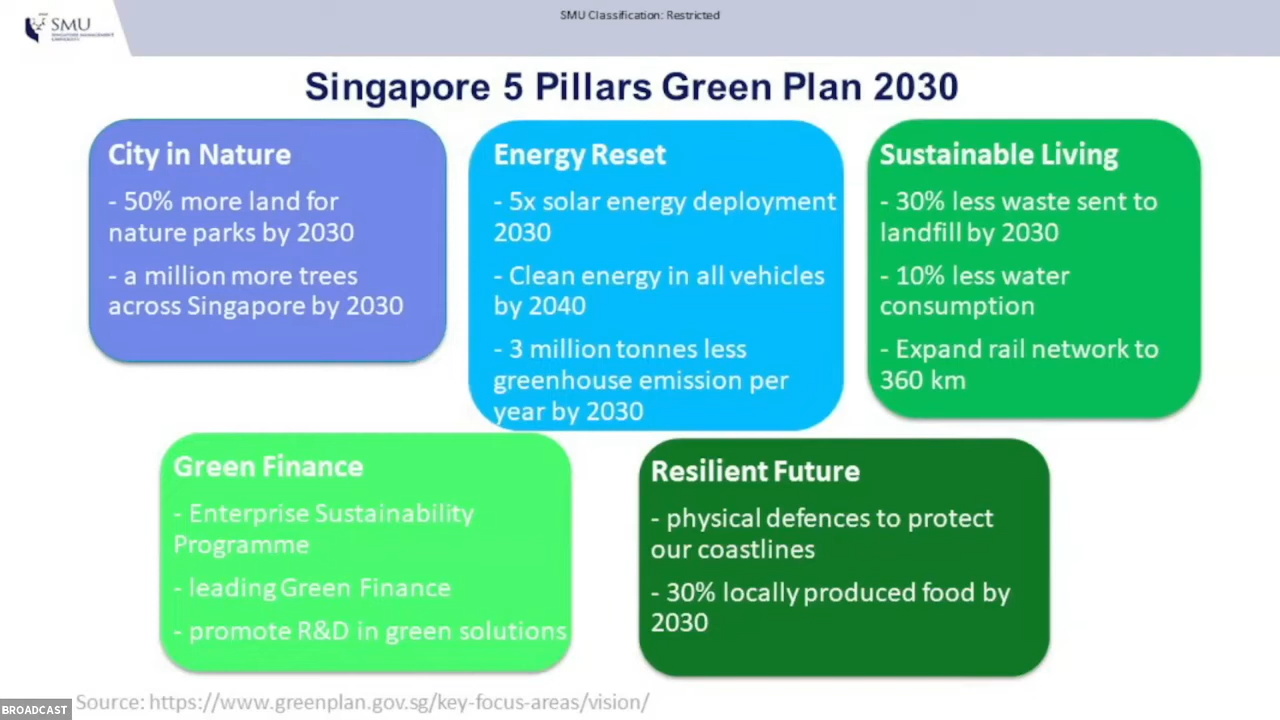 SMU Classification: Restricted
SMU
SINGAPORE MANAGEMENT
UNIVERSITY
Singapore 5 Pillars Green Plan 2030
City in Nature
- 50% more land for
nature parks by 2030
- a million more trees
across Singapore by 2030
Energy Reset
- 5x solar energy deployment
2030
- Clean energy in all vehicles
by 2040
- 3 million tonnes less
greenhouse emission per
year by 2030
Sustainable Living
- 30% less waste sent to
landfill by 2030
- 10% less water
consumption
- Expand rail network to
360 km
Green Finance
- Enterprise Sustainability
Programme
- leading Green Finance
- promote R&D in green solutions
Resilient Future
- physical defences to protect
our coastlines
- 30% locally produced food by
2030
BROADCAST
Source: https://www.greenplan.gov.sg/key-focus-areas/vision/